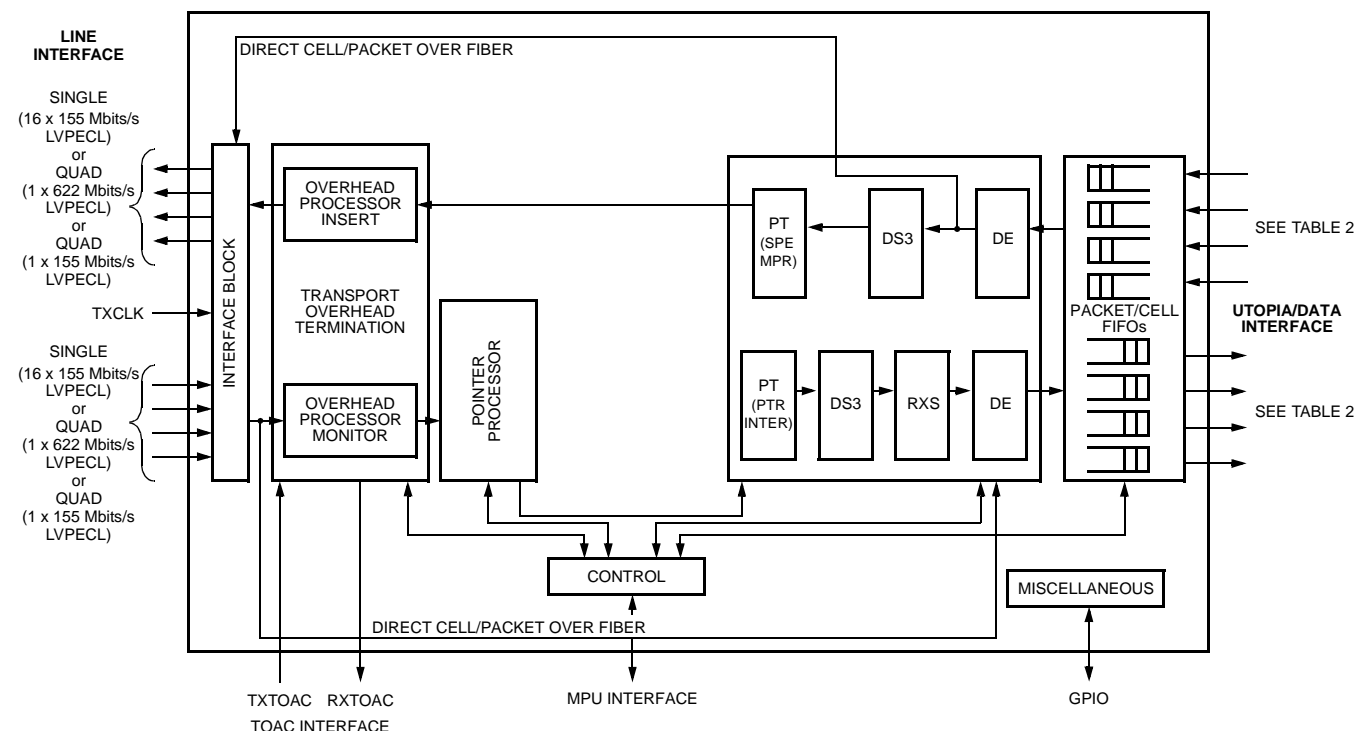 LINE
INTERFACE
SINGLE
(16 x 155 Mbits/s
LVPECL)
or
QUAD
(1 x 622 Mbits/s
LVPECL)
or
QUAD
(1 x 155 Mbits/s
LVPECL)
TXCLK
SINGLE
(16 x 155 Mbits/s
LVPECL)
or
QUAD
(1 x 622 Mbits/s
LVPECL)
or
QUAD
(1 x 155 Mbits/s
LVPECL)
DIRECT CELL/PACKET OVER FIBER
INTERFACE BLOCK
OVERHEAD
PROCESSOR
INSERT
TRANSPORT
OVERHEAD
TERMINATION
OVERHEAD
PROCESSOR
MONITOR
POINTER
PROCESSOR
PT
(SPE
MPR)
DS3
DE
PT
(PTR
INTER)
DS3
RXS
DE
PACKET/CELL
FIFOs
SEE TABLE 2
UTOPIA/DATA
INTERFACE
SEE TABLE 2
CONTROL
MISCELLANEOUS
DIRECT CELL/PACKET OVER FIBER
TXTOAC RXTOAC
TOAC INTERFACE
MPU INTERFACE
GPIO